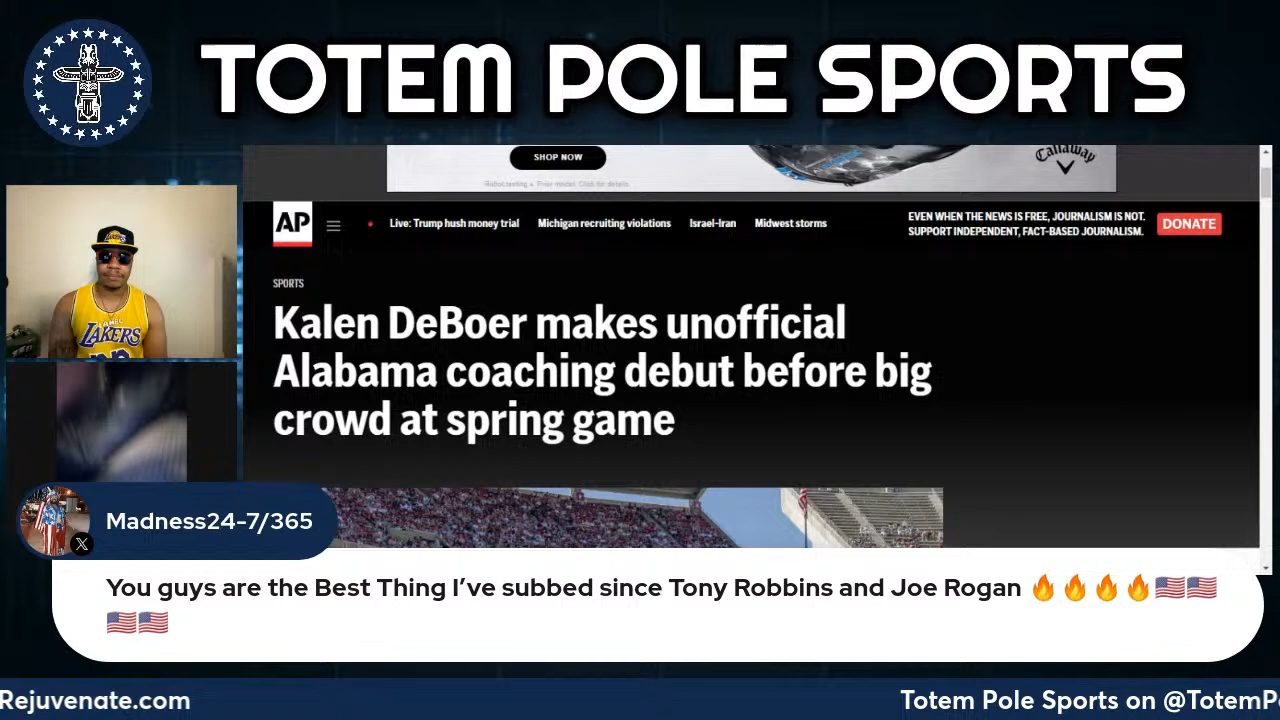 TOTEM POLE SPORTS
SHOP NOW
Callaway
AP
Live: Trump hush money trial
Michigan recruiting violations
Israel-Iran
Midwest storms
EVEN WHEN THE NEWS IS FREE, JOURNALISM IS NOT.
SUPPORT INDEPENDENT, FACT-BASED JOURNALISM.
DONATE
SPORTS
Kalen DeBoer makes unofficial
Alabama coaching debut before big
crowd at spring game
LAKERS
Madness24-7/365
You guys are the Best Thing I’ve subbed since Tony Robbins and Joe Rogan 🔥🔥🔥🔥🇺🇸🇺🇸
🇺🇸🇺🇸
Rejuvenate.com
Totem Pole Sports on @TotemP